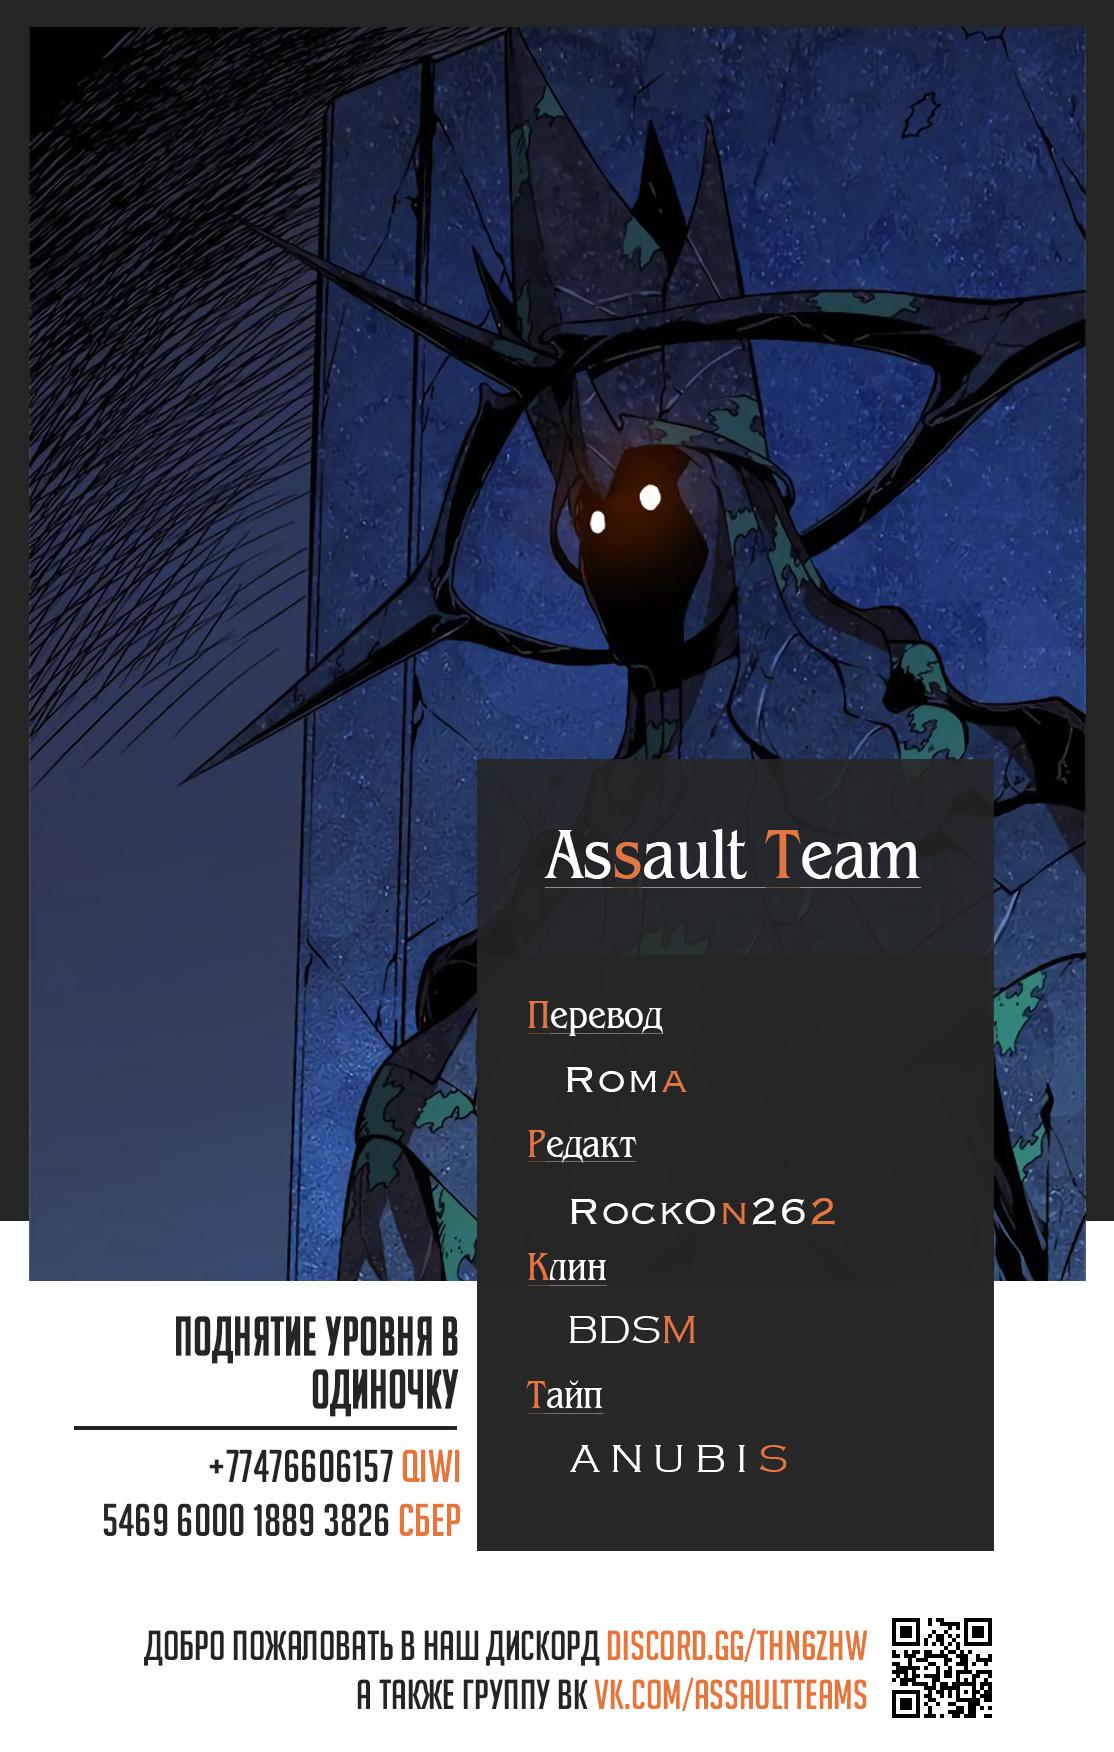 Assault Team
Перевод
Roma
Редакт
RockOn262
Клин
BDSM
Тайп
ANUBIS
ПОДНЯТИЕ УРОВНЯ В
ОДИНОЧКУ
+77476606157 QIWI
5469 6000 1889 3826 СБЕР
ДОБРО ПОЖАЛОВАТЬ В НАШ ДИСКОРД DISCORD.GG/THN6ZHW
А ТАКЖЕ ГРУППУ ВК VK.COM/ASSAULTTEAMS